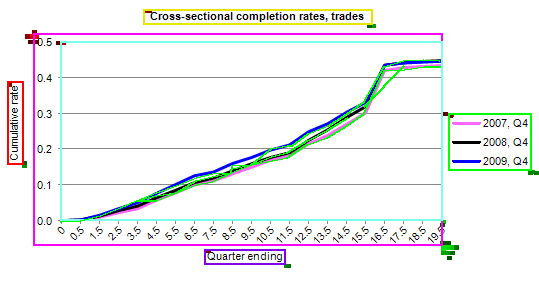 Cross-sectional completion rates, trades
0.5
0.4
0.3
0.2
0.1
0.0
Cumulative rate
0 0.5 1.5 2.5 3.5 4.5 5.5 6.5 7.5 8.5 9.5 10.5 11.5 12.5 13.5 14.5 15.5 16.5 17.5 18.5 19.5
Quarter ending
2007, Q4
2008, Q4
2009, Q4